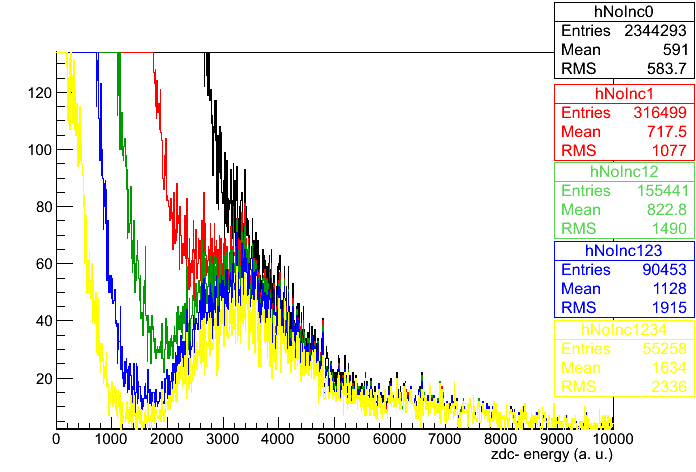 hNoInc0
Entries 2344293
Mean 591
RMS 583.7
hNoInc1
Entries 316499
Mean 717.5
RMS 1077
hNoInc12
Entries 155441
Mean 822.8
RMS 1490
hNoInc123
Entries 90453
Mean 1128
RMS 1915
hNoInc1234
Entries 55258
Mean 1634
RMS 2336
120
100
80
60
40
20
0 1000 2000 3000 4000 5000 6000 7000 8000 9000 10000
zdc- energy (a. u.)